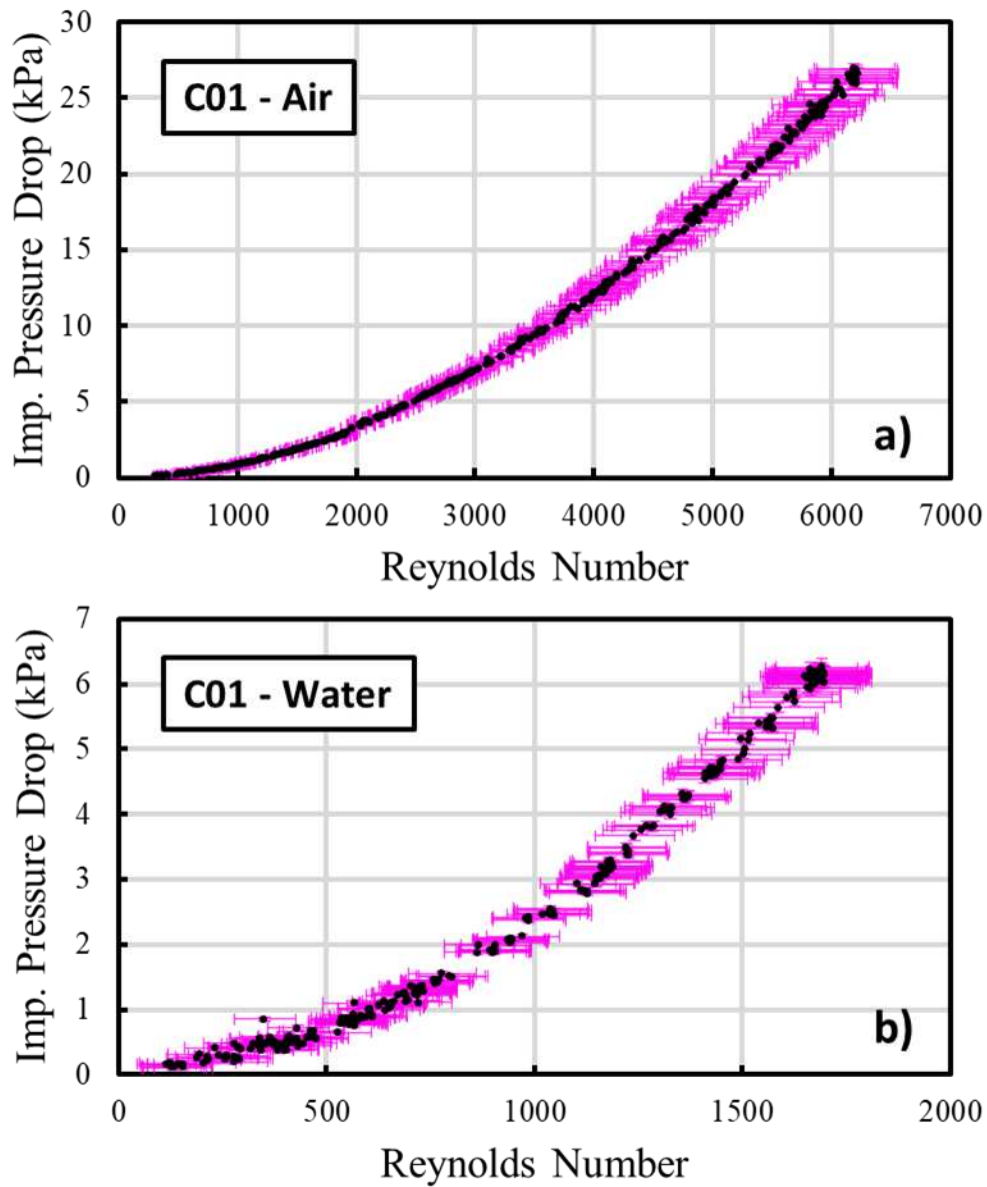 30
25
20
15
10
5
0
Imp. Pressure Drop (kPa)
C01 - Air
a)
0 1000 2000 3000 4000 5000 6000 7000
Reynolds Number
7
6
5
4
3
2
1
0
Imp. Pressure Drop (kPa)
C01 - Water
b)
0 500 1000 1500 2000
Reynolds Number